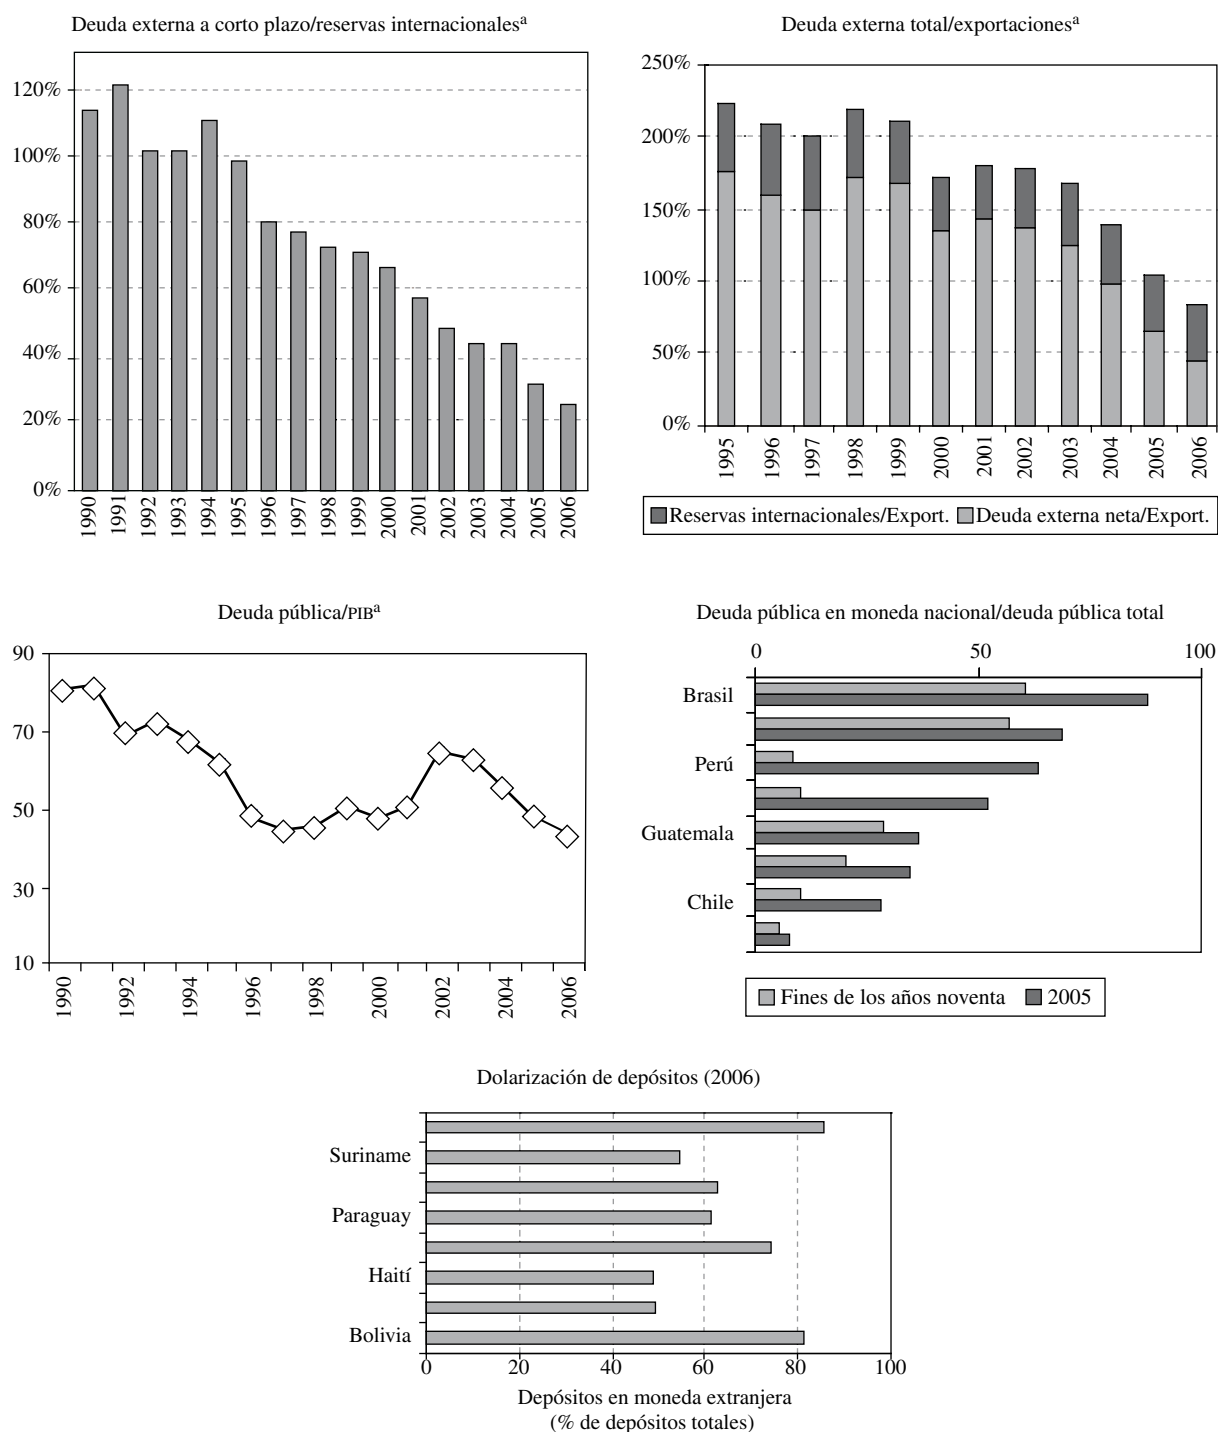 Deuda externa a corto plazo/reservas internacionalesª
120%
100%
80%
60%
40%
20%
0%
1990 1991 1992 1993 1994 1995 1996 1997 1998 1999 2000 2001 2002 2003 2004 2005 2006
Deuda externa total/exportacionesª
250%
200%
150%
100%
50%
0%
1995 1996 1997 1998 1999 2000 2001 2002 2003 2004 2005 2006
Reservas internacionales/Export. Deuda externa neta/Export.
Deuda pública/PIBª
90
70
50
30
10
1990 1992 1994 1996 1998 2000 2002 2004 2006
Deuda pública en moneda nacional/deuda pública total
0 50 100
Brasil
Perú
Guatemala
Chile
Fines de los años noventa 2005
Dolarización de depósitos (2006)
Suriname
Paraguay
Haití
Bolivia
0 20 40 60 80 100
Depósitos en moneda extranjera
(% de depósitos totales)